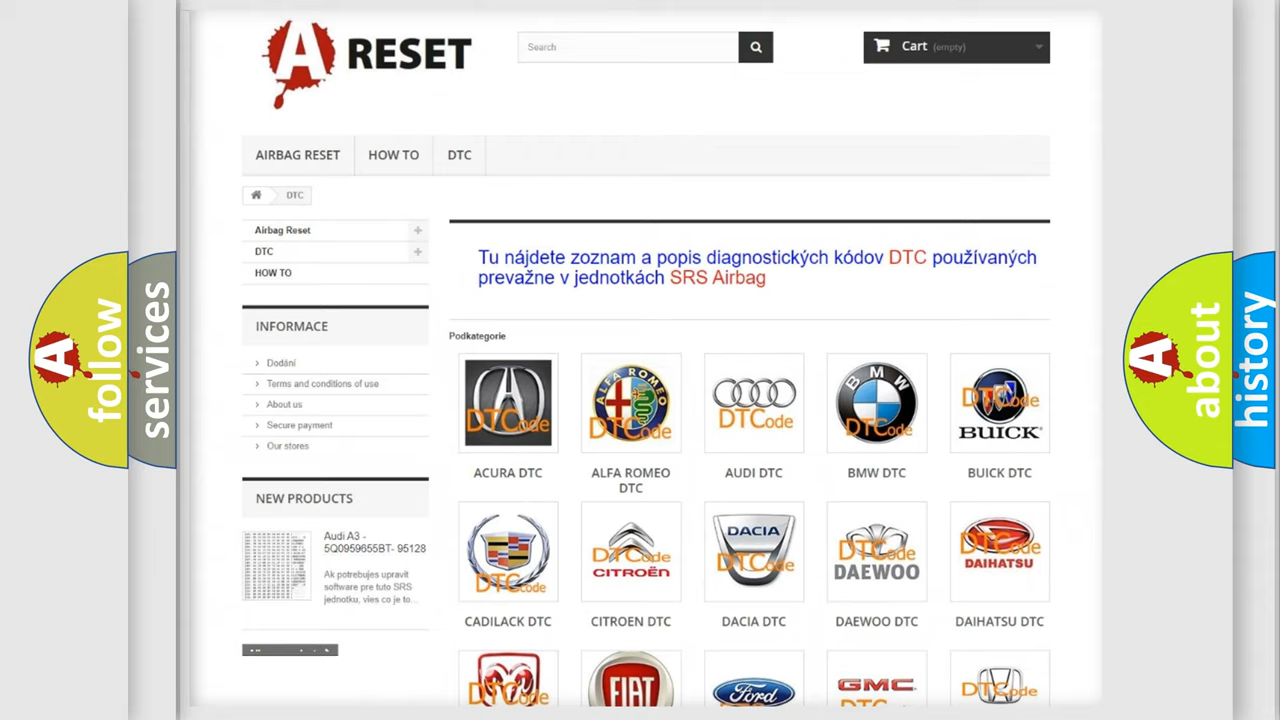 A RESET
Search
Cart (empty)
AIRBAG RESET
HOW TO
DTC
DTC
Airbag Reset
DTC
HOW TO
Tu nájdete zoznam a popis diagnostických kódov DTC používaných
prevažne v jednotkách SRS Airbag
INFORMACE
Dodání
Terms and conditions of use
About us
Secure payment
Our stores
NEW PRODUCTS
Audi A3 -
5Q0959655BT- 95128
Ak potrebujes upravit
software pre tuto SRS
jednotku, vies co je to...
Podkategorie
DTCode
ALFA ROMEO
DTCode
DTCode
BMW
DTCode
DTCode
BUICK
ACURA DTC
ALFA ROMEO
DTC
AUDI DTC
BMW DTC
BUICK DTC
DTCode
DTCode
CITROËN
DACIA
DTCode
DTCode
DAEWOO
DTCode
DAIHATSU
CADILACK DTC
CITROEN DTC
DACIA DTC
DAEWOO DTC
DAIHATSU DTC
DTCode
FIAT
Ford
GMC
DTCode
A follow
services
A about
history